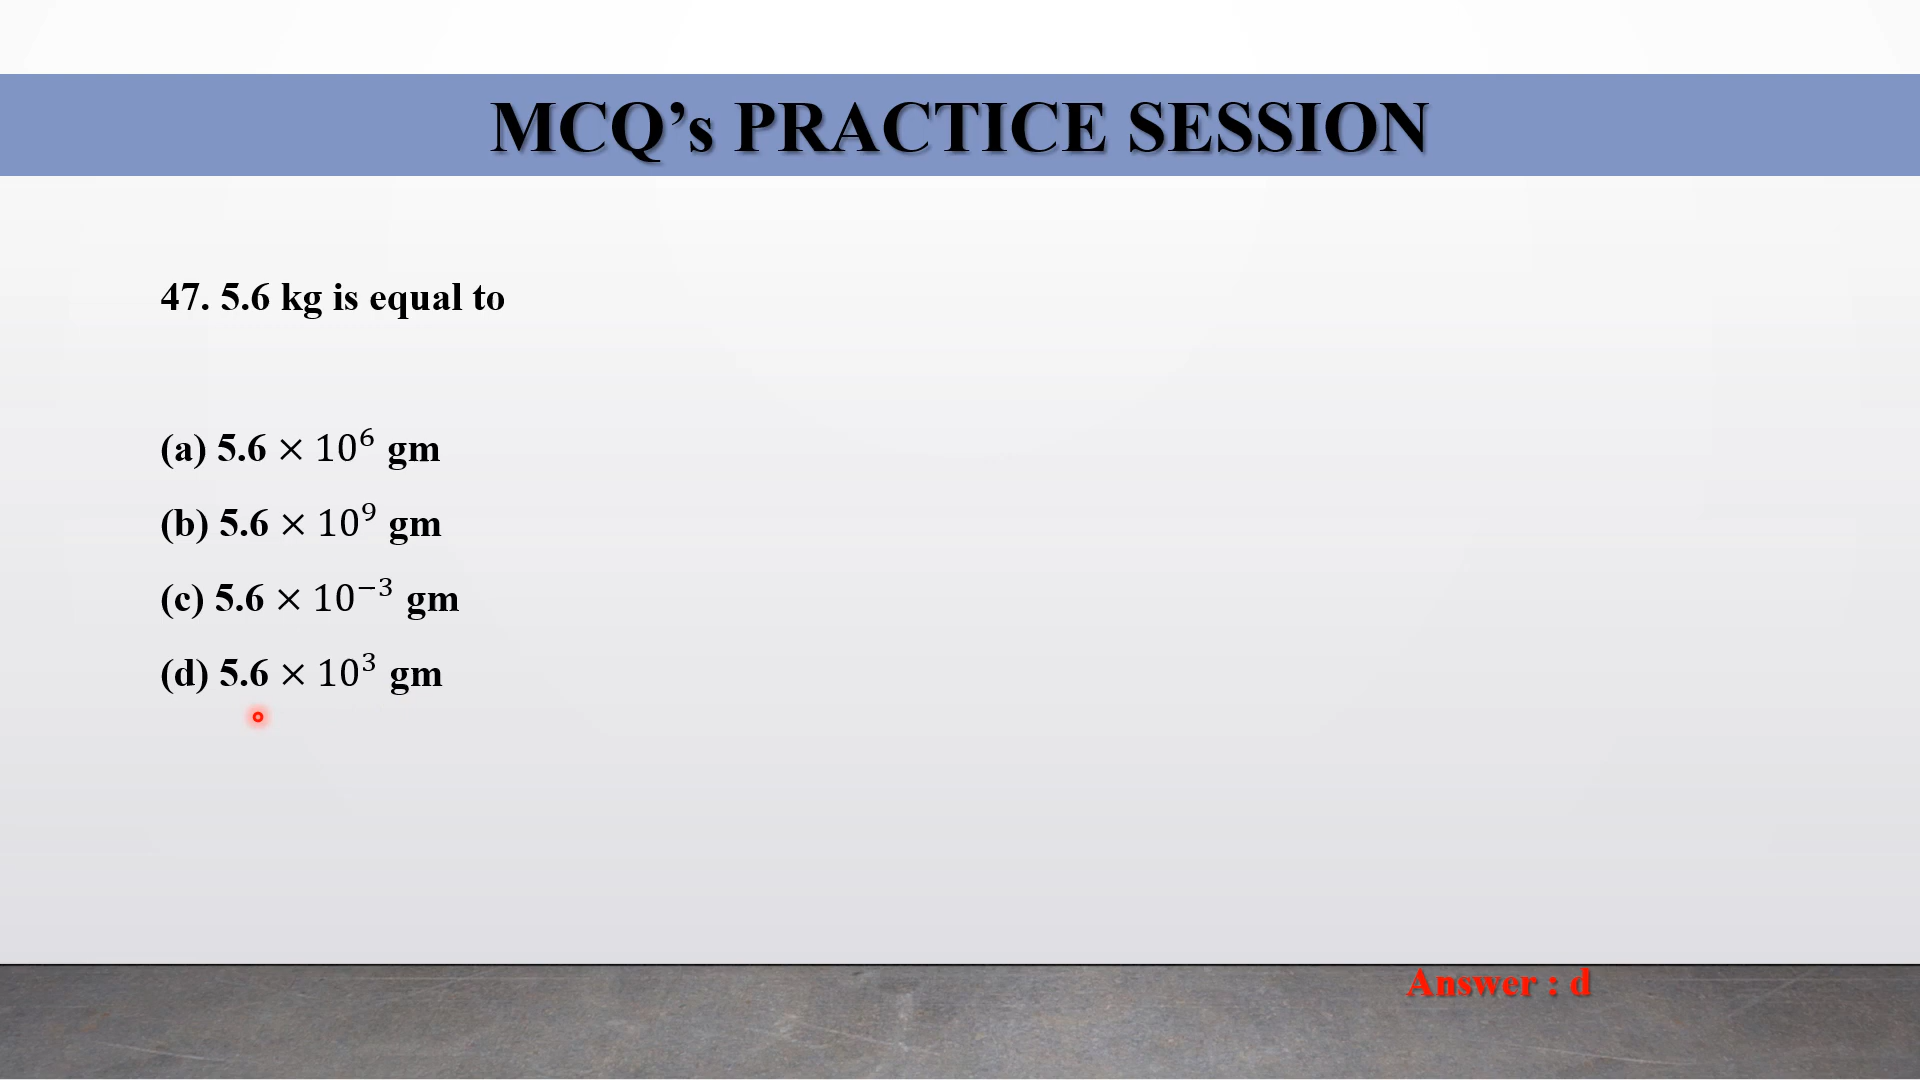 MCQ’s PRACTICE SESSION
47. 5.6 kg is equal to
(a) 5.6 × 10⁶ gm
(b) 5.6 × 10⁹ gm
(c) 5.6 × 10⁻³ gm
(d) 5.6 × 10³ gm
Answer : d